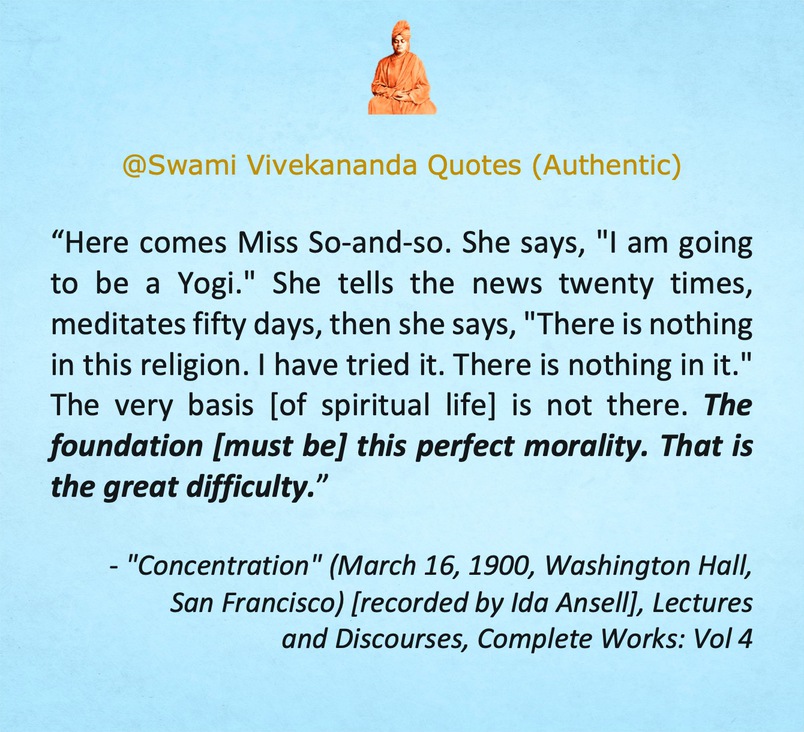 @Swami Vivekananda Quotes (Authentic)
“Here comes Miss So-and-so. She says, "I am going
to be a Yogi." She tells the news twenty times,
meditates fifty days, then she says, "There is nothing
in this religion. I have tried it. There is nothing in it."
The very basis [of spiritual life] is not there. The
foundation [must be] this perfect morality. That is
the great difficulty.”
- "Concentration" (March 16, 1900, Washington Hall,
San Francisco) [recorded by Ida Ansell], Lectures
and Discourses, Complete Works: Vol 4